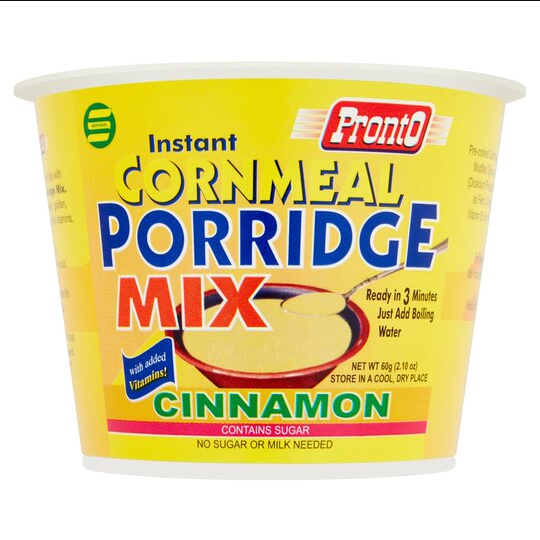 Pronto
Instant
CORNMEAL
PORRIDGE
MIX
Ready in 3 Minutes
Just Add Boiling
Water
with added
Vitamins!
NET WT 60g (2.10 oz)
STORE IN A COOL, DRY PLACE
CINNAMON
CONTAINS SUGAR
NO SUGAR OR MILK NEEDED